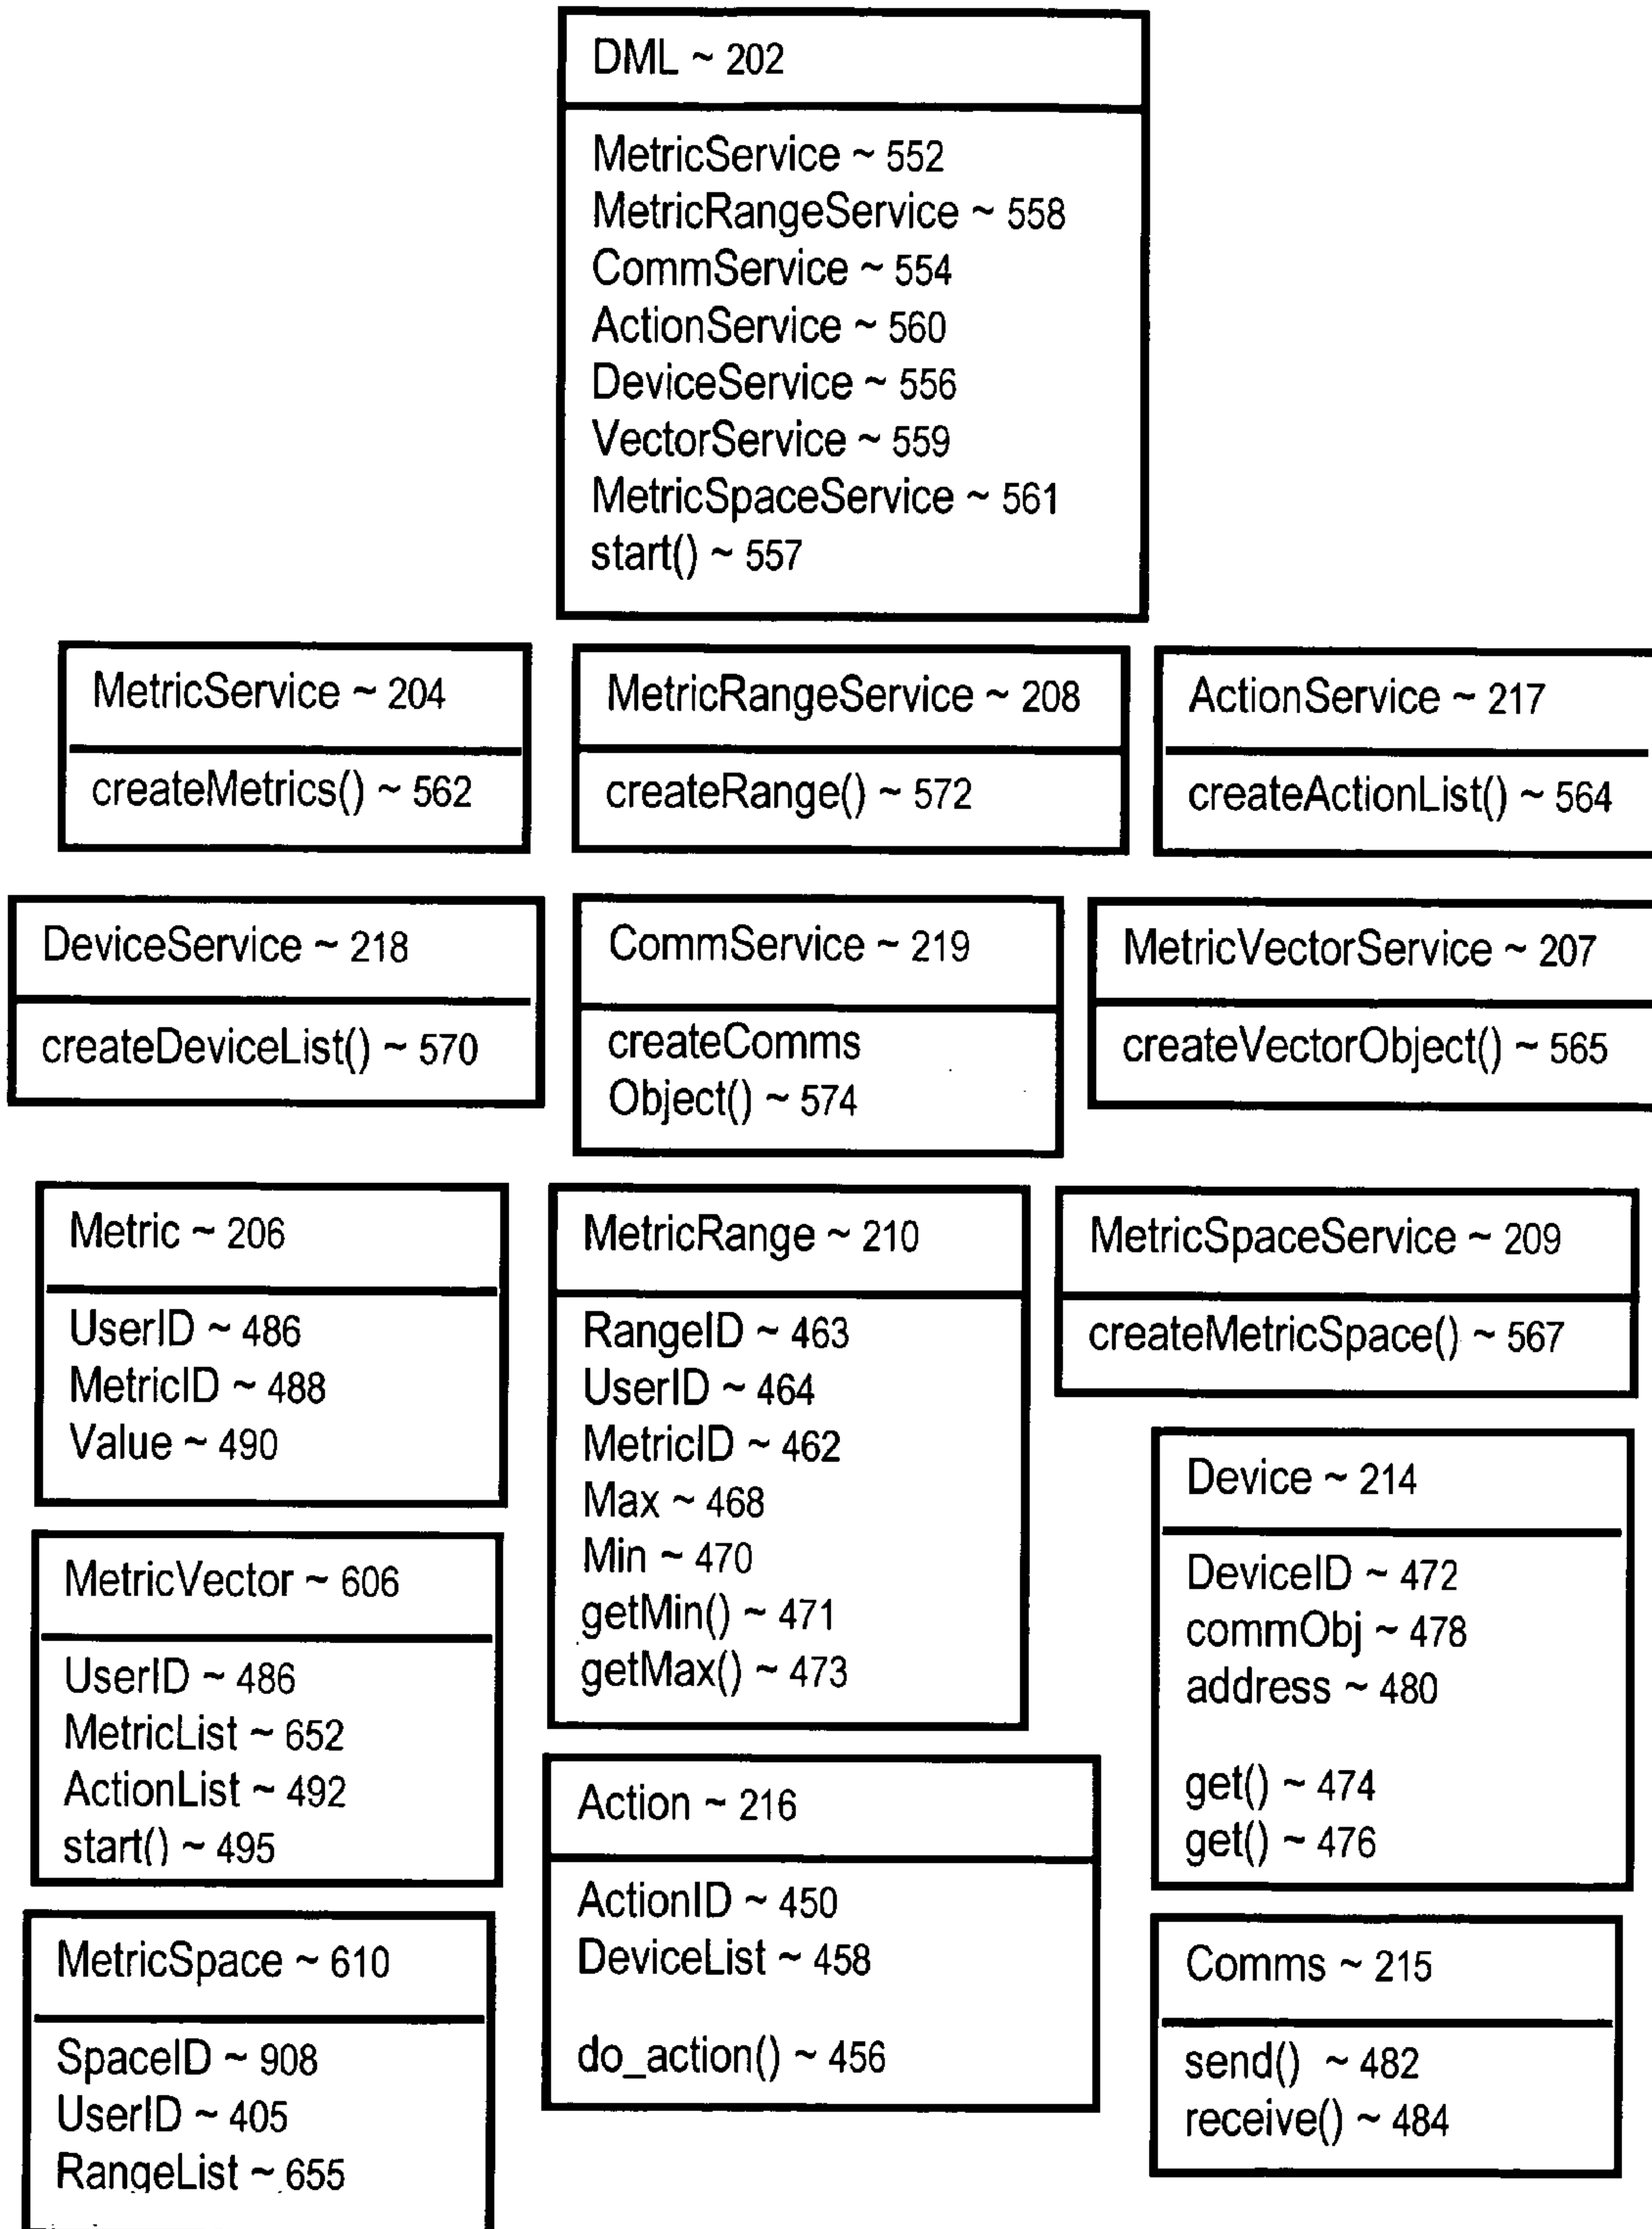 DML ~ 202
MetricService ~ 552
MetricRangeService ~ 558
CommService ~ 554
ActionService ~ 560
DeviceService ~ 556
VectorService ~ 559
MetricSpaceService ~ 561
start() ~ 557
MetricService ~ 204
createMetrics() ~ 562
MetricRangeService ~ 208
createRange() ~ 572
ActionService ~ 217
createActionList() ~ 564
DeviceService ~ 218
createDeviceList() ~ 570
CommService ~ 219
createComms
Object() ~ 574
MetricVectorService ~ 207
createVectorObject() ~ 565
Metric ~ 206
UserID ~ 486
MetricID ~ 488
Value ~ 490
MetricRange ~ 210
RangeID ~ 463
UserID ~ 464
MetricID ~ 462
Max ~ 468
Min ~ 470
getMin() ~ 471
getMax() ~ 473
MetricSpaceService ~ 209
createMetricSpace() ~ 567
Device ~ 214
DeviceID ~ 472
commObj ~ 478
address ~ 480
get() ~ 474
get() ~ 476
MetricVector ~ 606
UserID ~ 486
MetricList ~ 652
ActionList ~ 492
start() ~ 495
Action ~ 216
ActionID ~ 450
DeviceList ~ 458
do_action() ~ 456
MetricSpace ~ 610
SpaceID ~ 908
UserID ~ 405
RangeList ~ 655
Comms ~ 215
send() ~ 482
receive() ~ 484